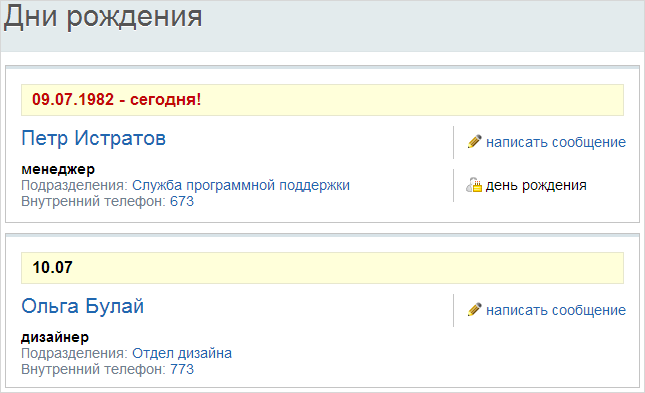 Дни рождения
09.07.1982 - сегодня!
Петр Истратов
написать сообщение
менеджер
день рождения
Подразделения: Служба программной поддержки
Внутренний телефон: 673
10.07
Ольга Булай
написать сообщение
дизайнер
Подразделения: Отдел дизайна
Внутренний телефон: 773